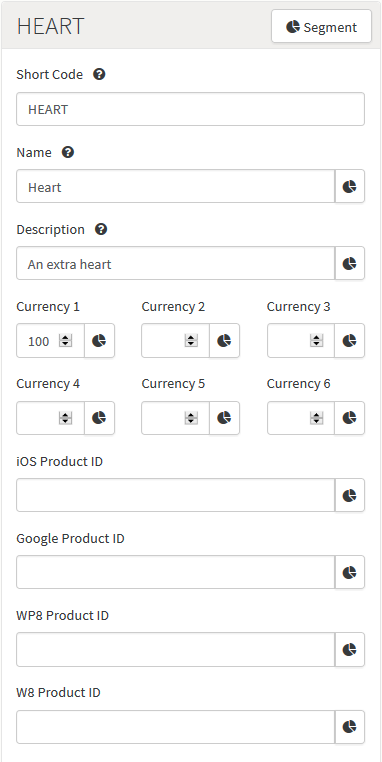 HEART Segment
Short Code
HEART
Name
Heart
Description
An extra heart
Currency 1 Currency 2 Currency 3
100
Currency 4 Currency 5 Currency 6
iOS Product ID
Google Product ID
WP8 Product ID
W8 Product ID